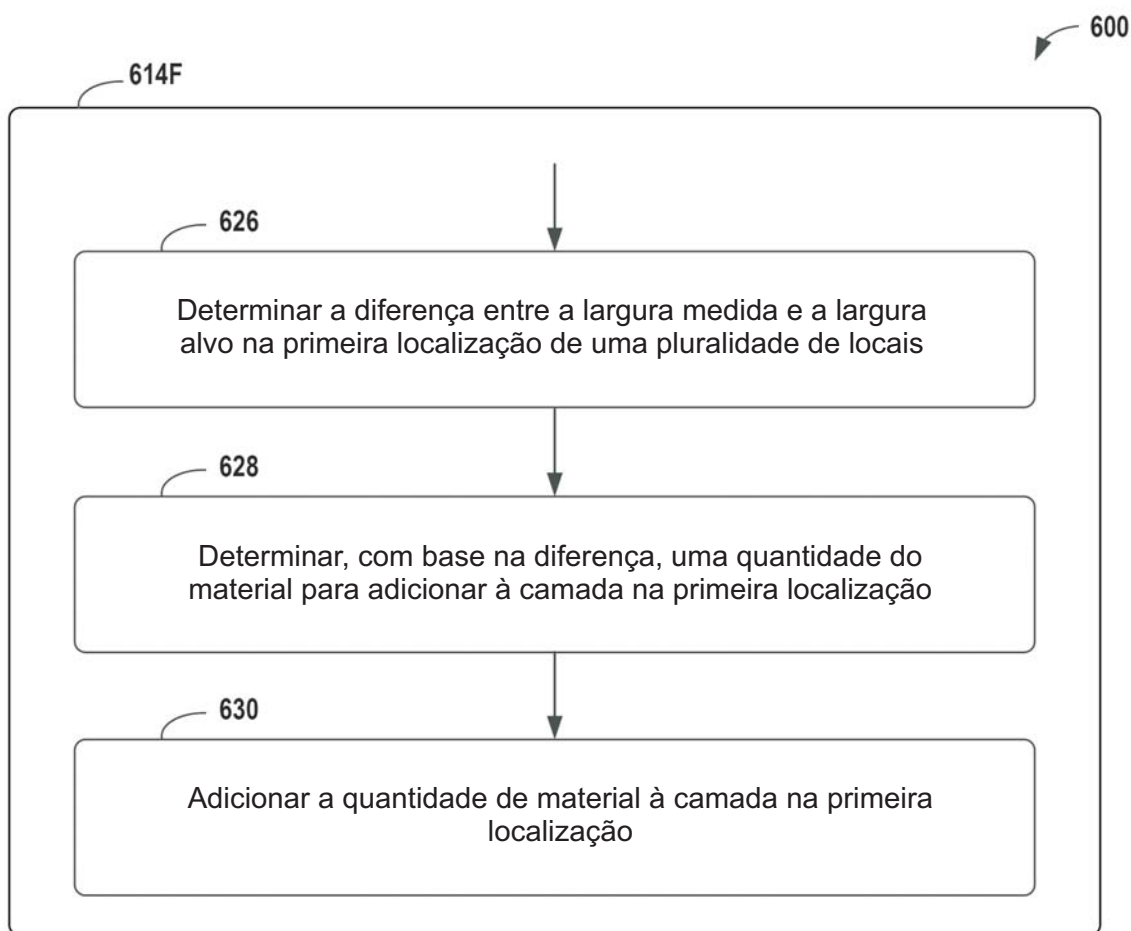 600
614F
626
Determinar a diferença entre a largura medida e a largura
alvo na primeira localização de uma pluralidade de locais
628
Determinar, com base na diferença, uma quantidade do
material para adicionar à camada na primeira localização
630
Adicionar a quantidade de material à camada na primeira
localização